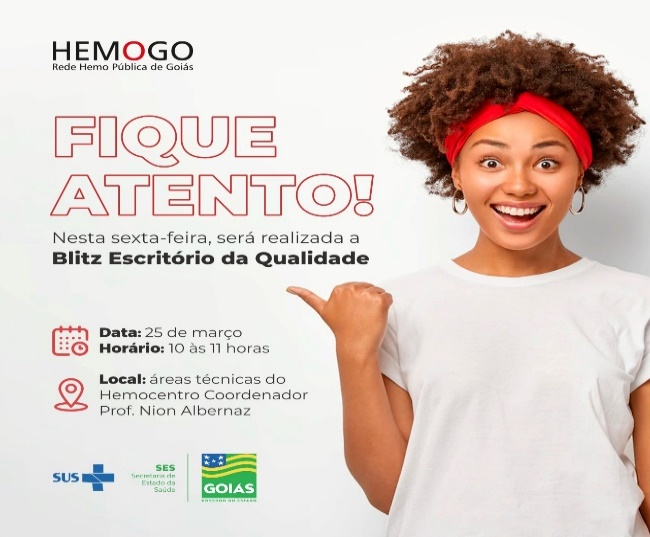 HEMOGO
Rede Hemo Pública de Goiás
FIQUE
ATENTO!
Nesta sexta-feira, será realizada a
Blitz Escritório da Qualidade
Data: 25 de março
Horário: 10 às 11 horas
Local: áreas técnicas do
Hemocentro Coordenador
Prof. Nion Albernaz
SUS
SES
Secretaria de
Estado da
Saúde
GOIÁS